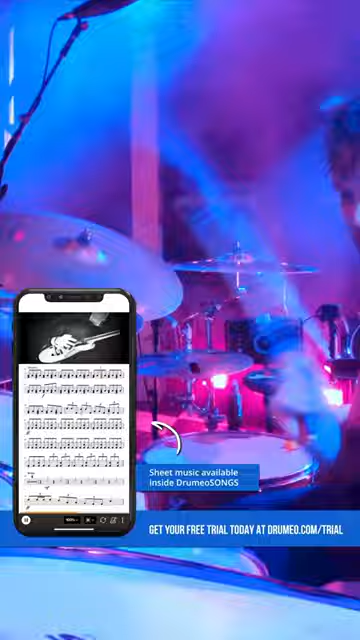 Sheet music available
inside DrumeoSONGS
GET YOUR FREE TRIAL TODAY AT DRUMEO.COM/TRIAL